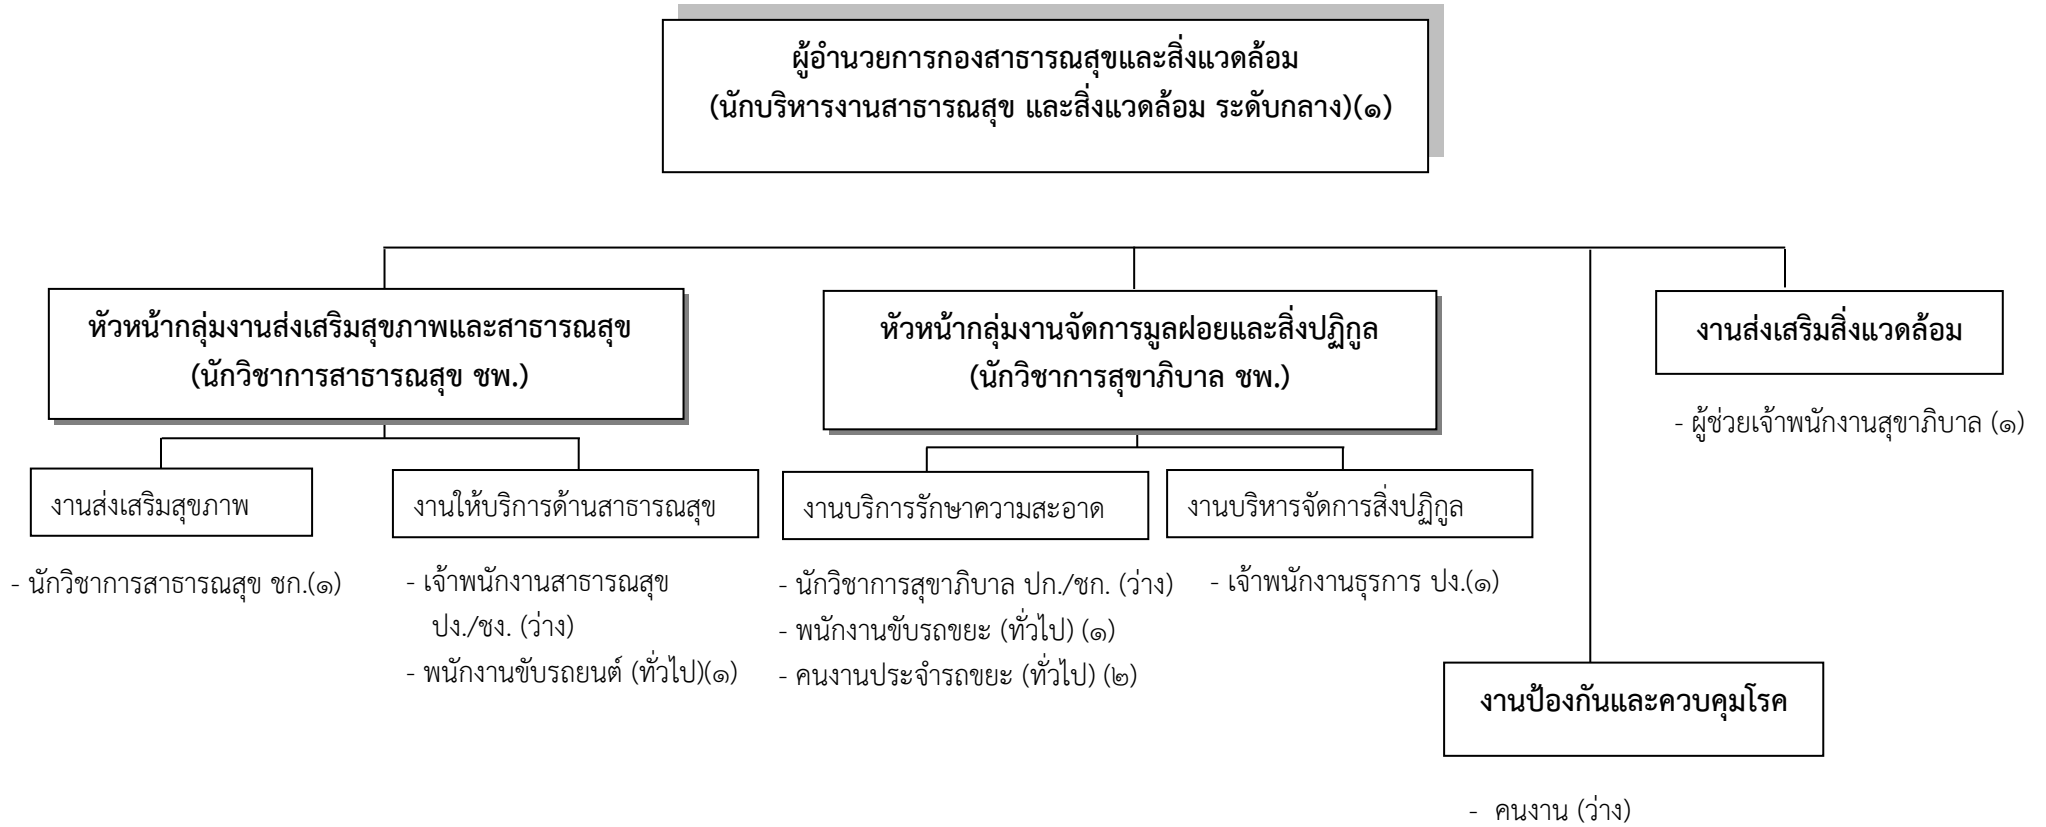 ผู้อำนวยการกองสาธารณสุขและสิ่งแวดล้อม
(นักบริหารงานสาธารณสุข และสิ่งแวดล้อม ระดับกลาง)(๑)
หัวหน้ากลุ่มงานส่งเสริมสุขภาพและสาธารณสุข
(นักวิชาการสาธารณสุข ชพ.)
งานส่งเสริมสุขภาพ
- นักวิชาการสาธารณสุข ชก.(๑)
งานให้บริการด้านสาธารณสุข
- เจ้าพนักงานสาธารณสุข
ปง./ชง. (ว่าง)
- พนักงานขับรถยนต์ (ทั่วไป)(๑)
หัวหน้ากลุ่มงานจัดการมูลฝอยและสิ่งปฏิกูล
(นักวิชาการสุขาภิบาล ชพ.)
งานบริการรักษาความสะอาด
- นักวิชาการสุขาภิบาล ปก./ชก. (ว่าง)
- พนักงานขับรถขยะ (ทั่วไป) (๑)
- คนงานประจำรถขยะ (ทั่วไป) (๒)
งานบริหารจัดการสิ่งปฏิกูล
- เจ้าพนักงานธุรการ ปง.(๑)
งานป้องกันและควบคุมโรค
- คนงาน (ว่าง)
งานส่งเสริมสิ่งแวดล้อม
- ผู้ช่วยเจ้าพนักงานสุขาภิบาล (๑)